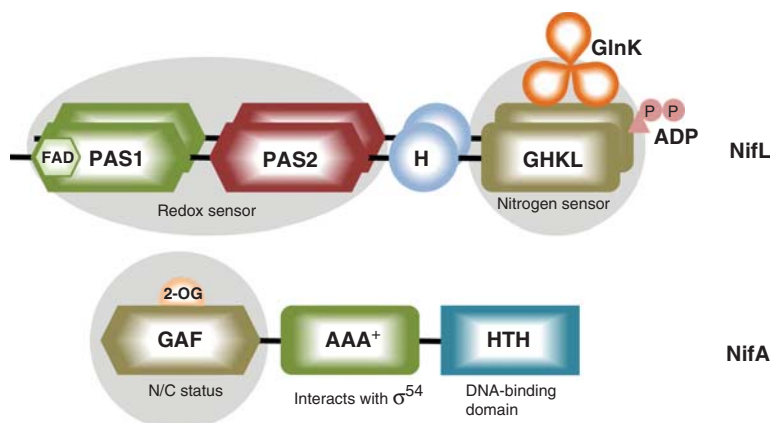 GlnK
P P
ADP
FAD PAS1 PAS2 H GHKL
NifL
Redox sensor
Nitrogen sensor
2-OG
GAF AAA⁺ HTH
NifA
N/C status
Interacts with σ⁵⁴
DNA-binding
domain